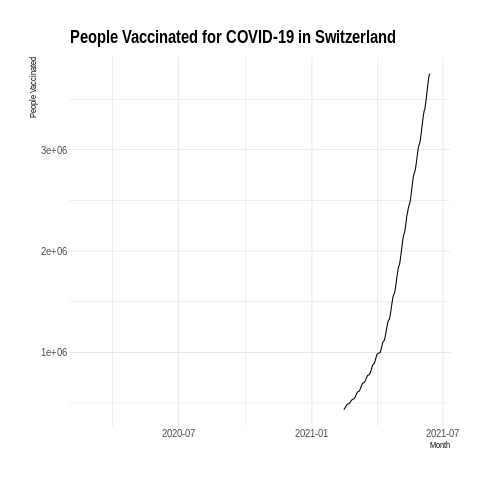 People Vaccinated for COVID-19 in Switzerland
People Vaccinated
3e+06
2e+06
1e+06
2020-07 2021-01 2021-07
Month